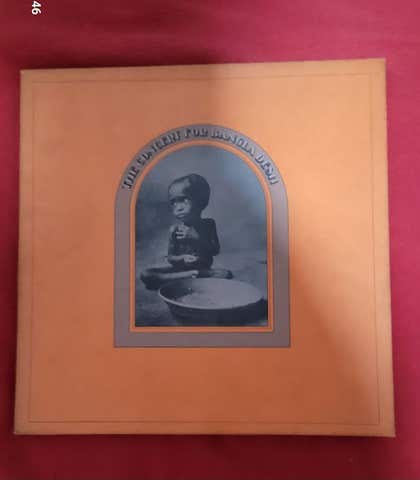 46
THE CONCERT FOR BANGLA DESH